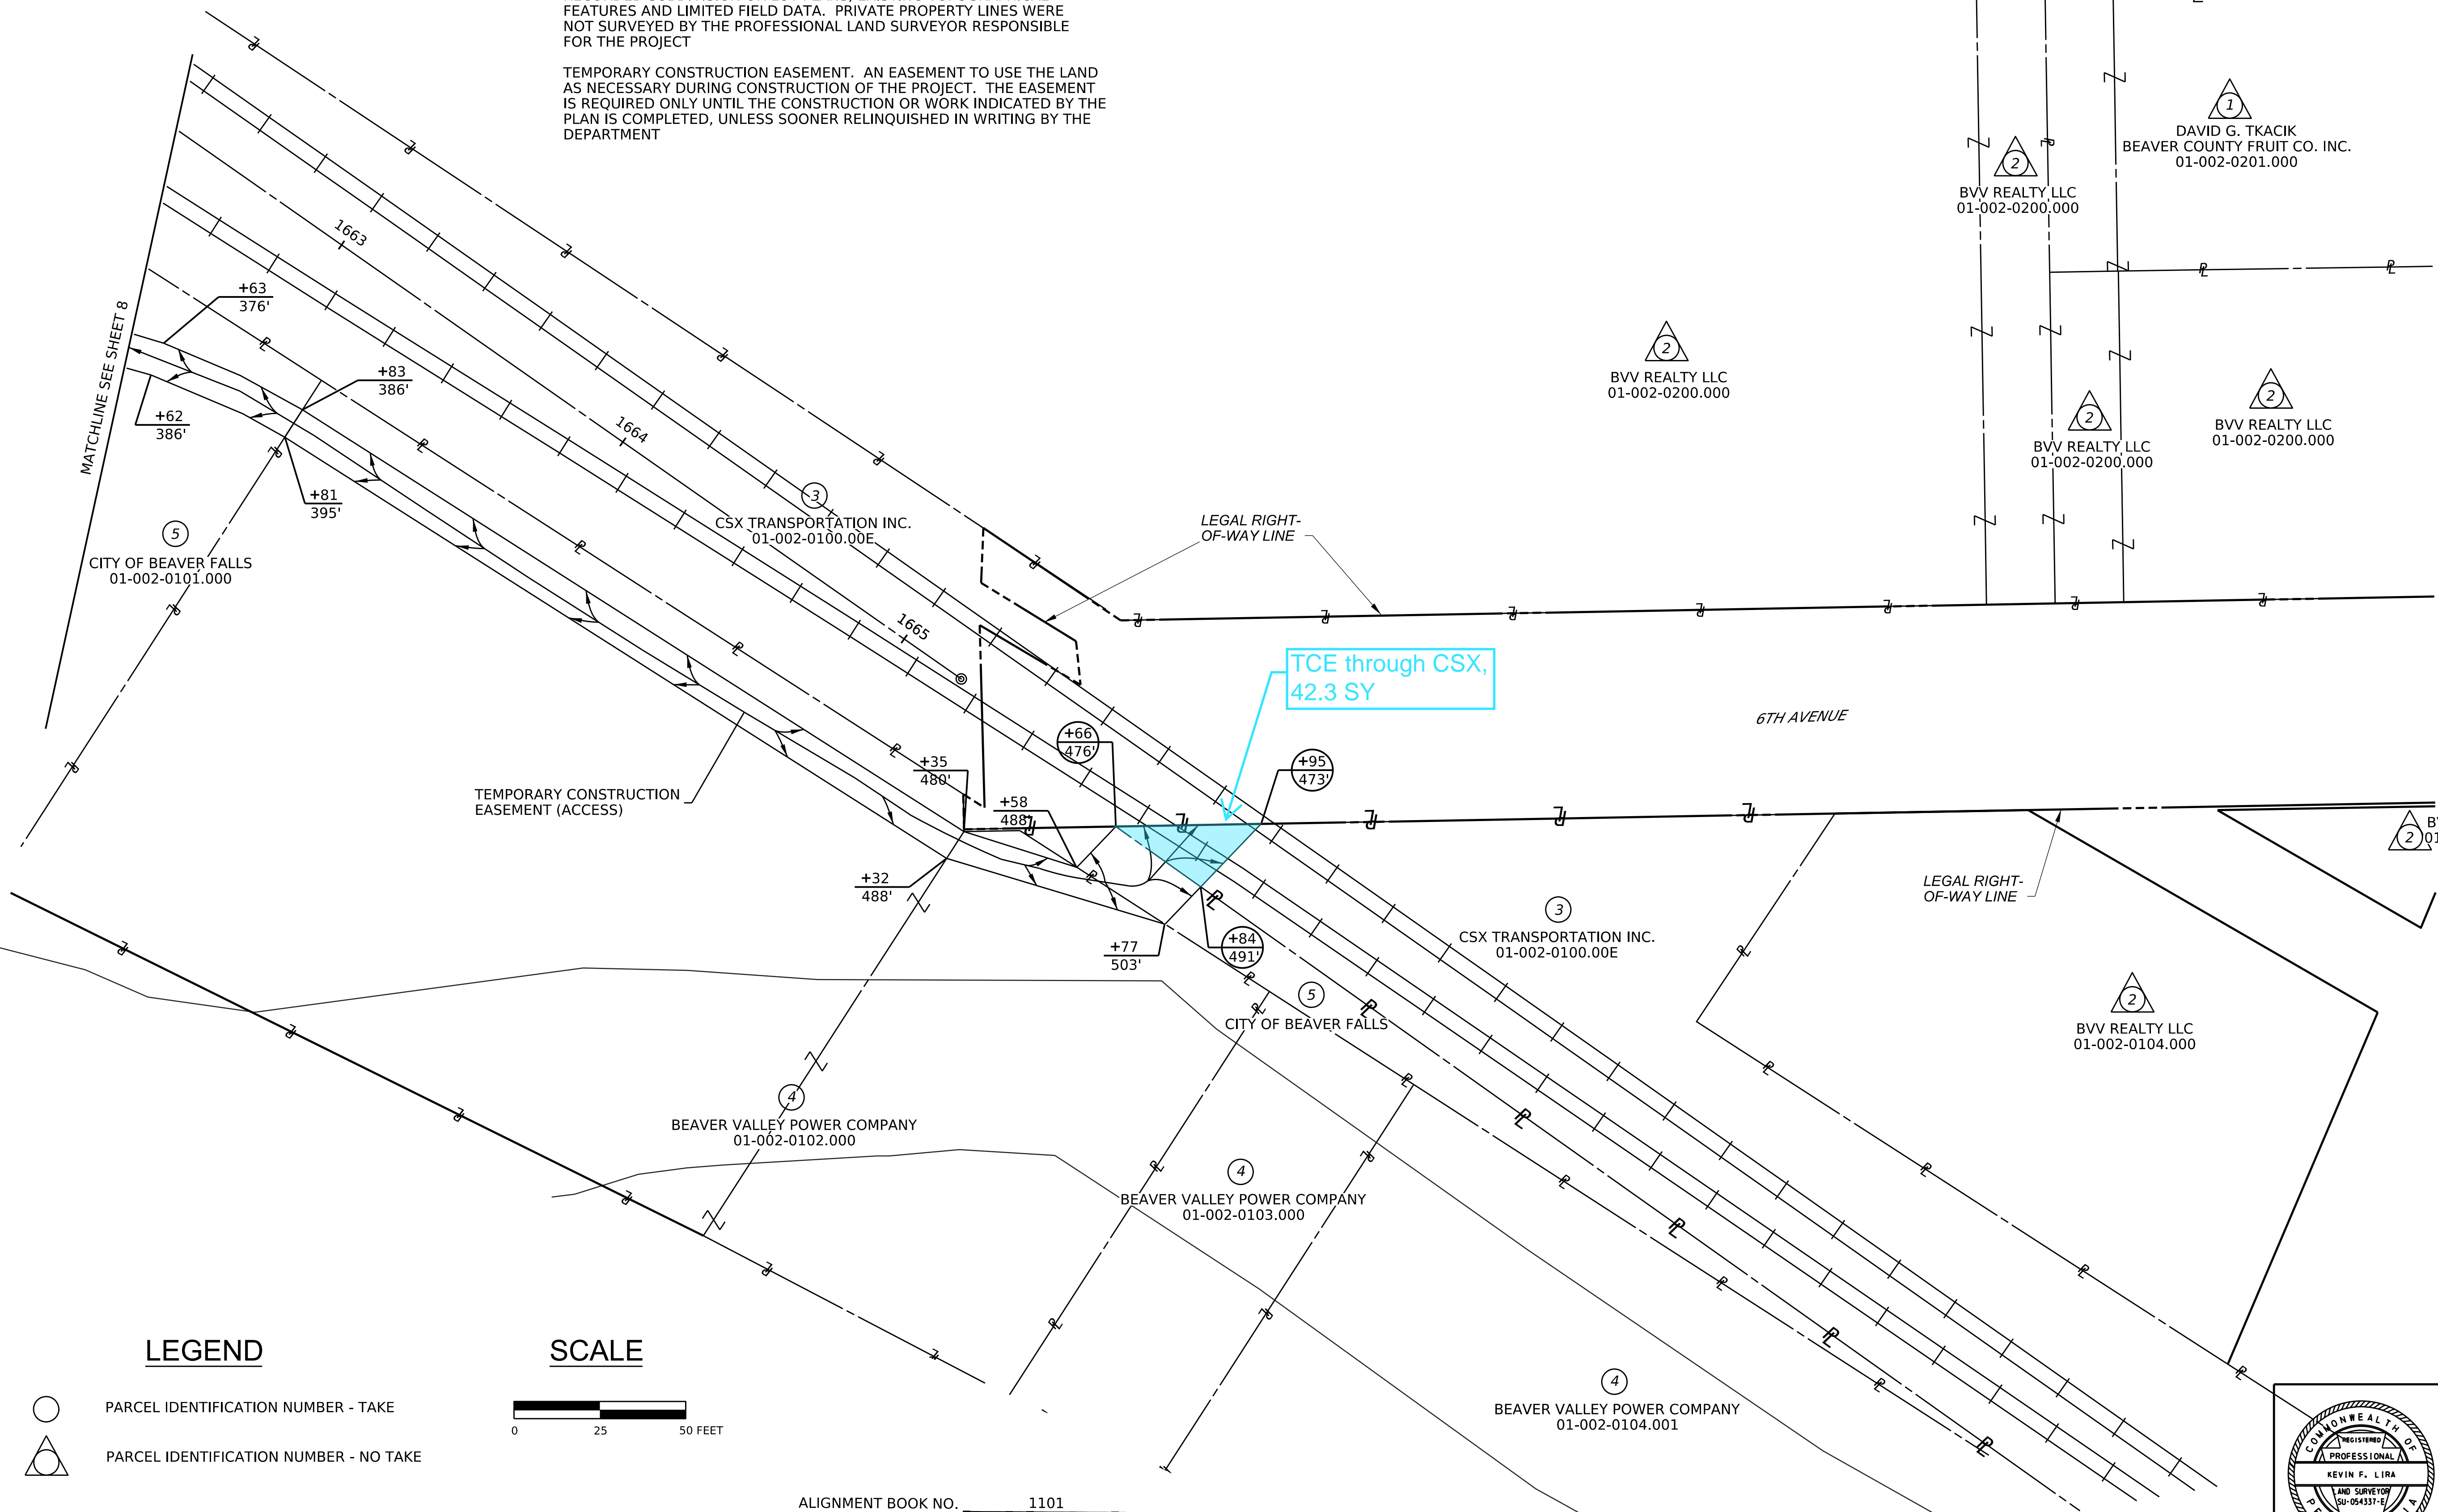 FEATURES AND LIMITED FIELD DATA. PRIVATE PROPERTY LINES WERE
NOT SURVEYED BY THE PROFESSIONAL LAND SURVEYOR RESPONSIBLE
FOR THE PROJECT
TEMPORARY CONSTRUCTION EASEMENT. AN EASEMENT TO USE THE LAND
AS NECESSARY DURING CONSTRUCTION OF THE PROJECT. THE EASEMENT
IS REQUIRED ONLY UNTIL THE CONSTRUCTION OR WORK INDICATED BY THE
PLAN IS COMPLETED, UNLESS SOONER RELINQUISHED IN WRITING BY THE
DEPARTMENT
1
DAVID G. TKACIK
BEAVER COUNTY FRUIT CO. INC.
01-002-0201.000
2
BVV REALTY LLC
01-002-0200.000
1663
+63
376'
MATCHLINE SEE SHEET 8
+83
386'
+62
386'
1664
2
BVV REALTY LLC
01-002-0200.000
2
BVV REALTY LLC
01-002-0200.000
2
BVV REALTY LLC
01-002-0200.000
+81
395'
3
CSX TRANSPORTATION INC.
01-002-0100.00E
LEGAL RIGHT-
OF-WAY LINE
5
CITY OF BEAVER FALLS
01-002-0101.000
1665
TCE through CSX,
42.3 SY
6TH AVENUE
+66
476'
+95
473'
+35
480'
+58
488'
TEMPORARY CONSTRUCTION
EASEMENT (ACCESS)
2
+32
488'
LEGAL RIGHT-
OF-WAY LINE
3
CSX TRANSPORTATION INC.
01-002-0100.00E
+77
503'
+84
491'
5
CITY OF BEAVER FALLS
2
BVV REALTY LLC
01-002-0104.000
4
BEAVER VALLEY POWER COMPANY
01-002-0102.000
4
BEAVER VALLEY POWER COMPANY
01-002-0103.000
4
BEAVER VALLEY POWER COMPANY
01-002-0104.001
LEGEND
PARCEL IDENTIFICATION NUMBER - TAKE
PARCEL IDENTIFICATION NUMBER - NO TAKE
SCALE
0 25 50 FEET
ALIGNMENT BOOK NO. 1101
COMMONWEALTH OF
REGISTERED
PROFESSIONAL
KEVIN F. LIRA
LAND SURVEYOR
SU-054337-E